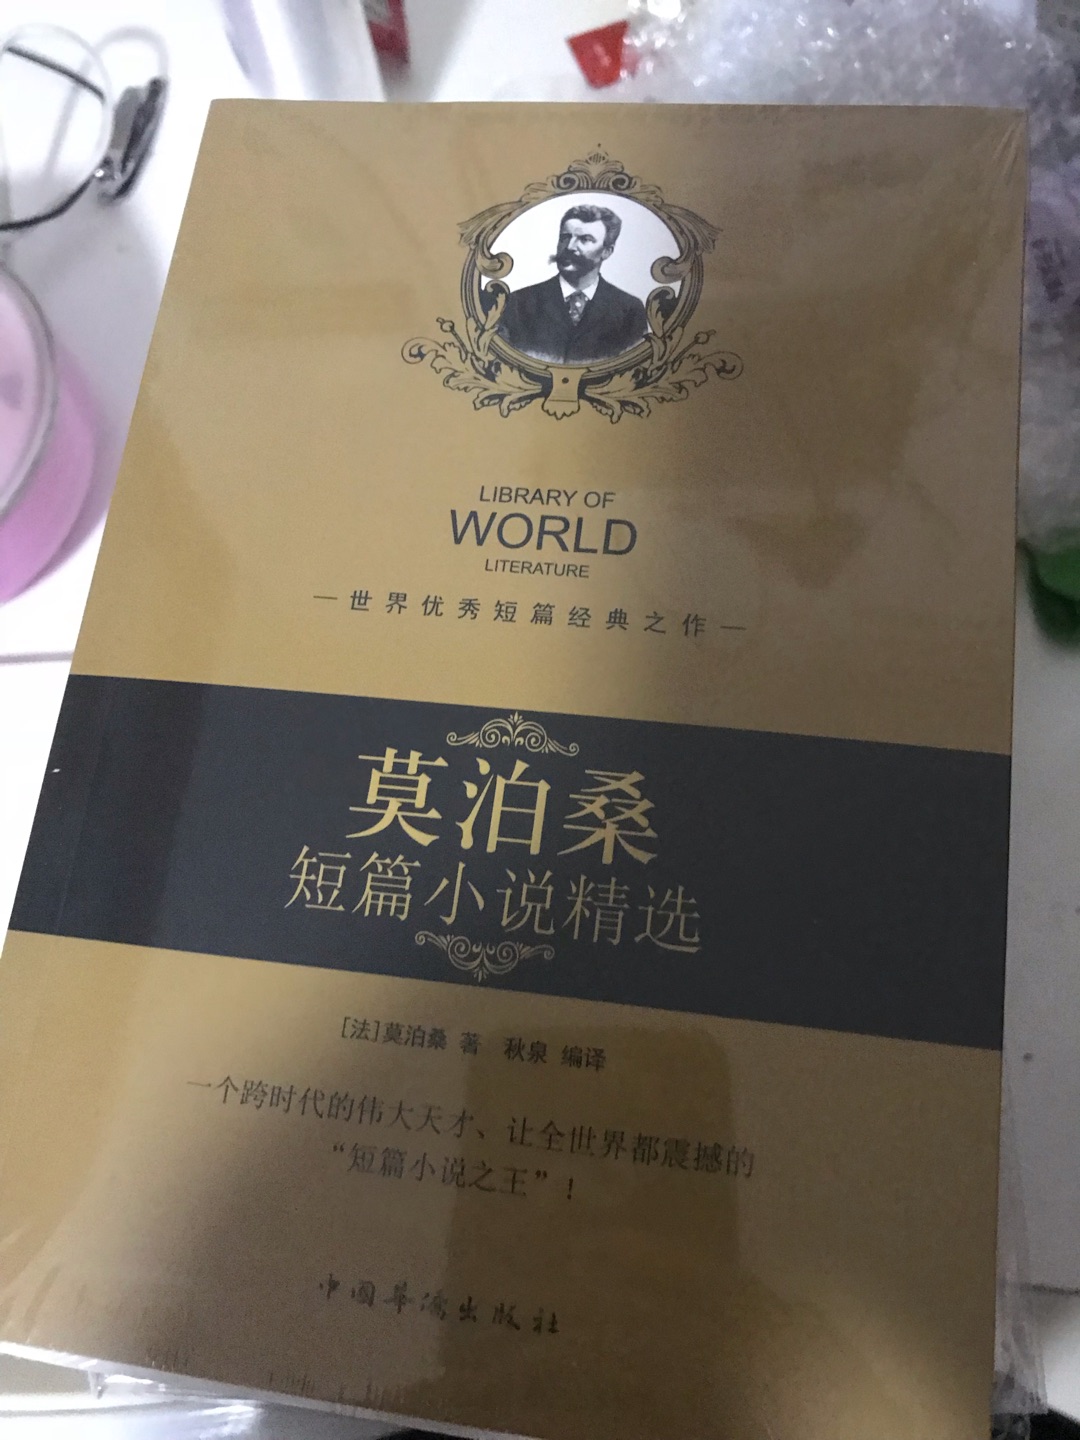 LIBRARY OF
WORLD
LITERATURE
—世界优秀短篇经典之作—
莫泊桑
短篇小说精选
[法]莫泊桑 著 秋泉 编译
一个跨时代的伟大天才、让全世界都震撼的
“短篇小说之王”！
中国华侨出版社